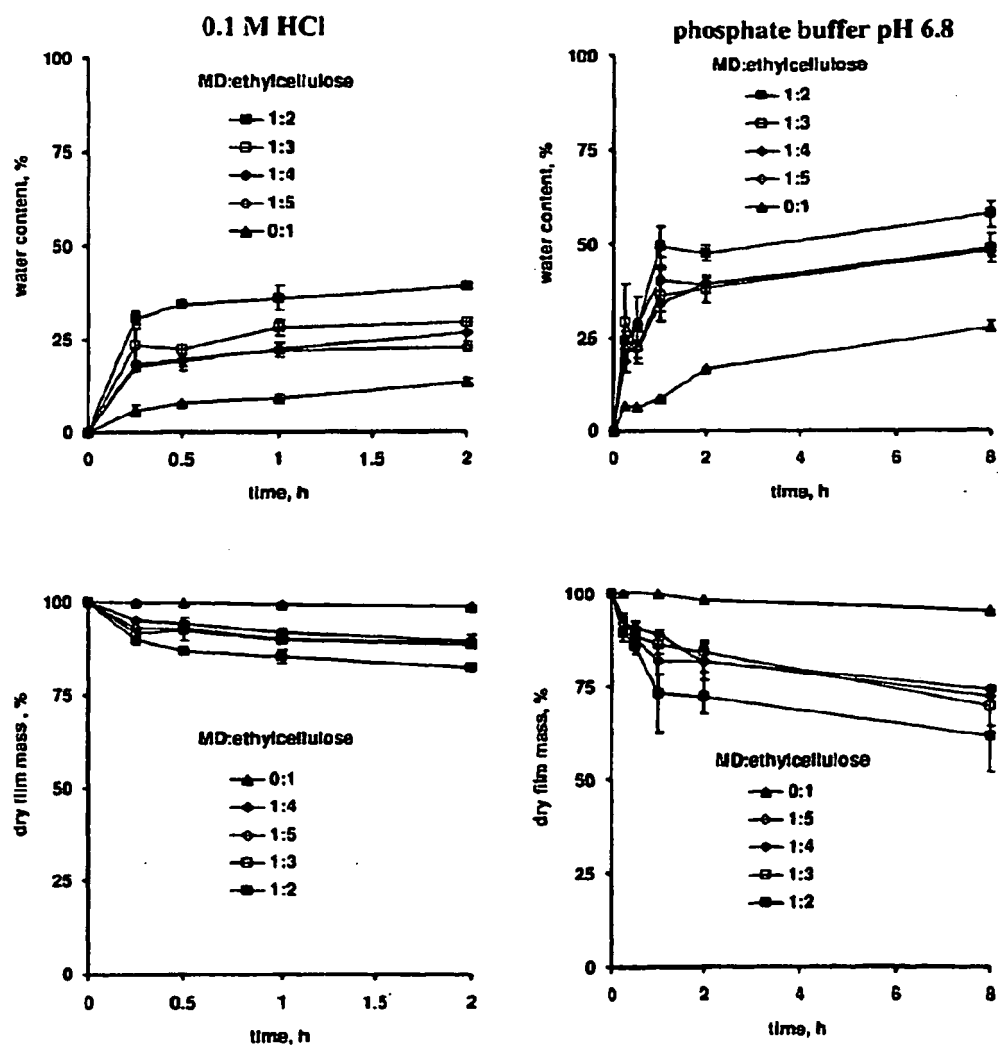 0.1 M HCl
100
75
50
25
0
water content, %
MD:ethylcellulose
1:2
1:3
1:4
1:5
0:1
0 0.5 1 1.5 2
time, h
phosphate buffer pH 6.8
100
75
50
25
0
water content, %
MD:ethylcellulose
1:2
1:3
1:4
1:5
0:1
0 2 4 6 8
time, h
100
75
50
25
0
dry film mass, %
MD:ethylcellulose
0:1
1:4
1:5
1:3
1:2
0 0.5 1 1.5 2
time, h
100
75
50
25
0
dry film mass, %
MD:ethylcellulose
0:1
1:5
1:4
1:3
1:2
0 2 4 6 8
time, h